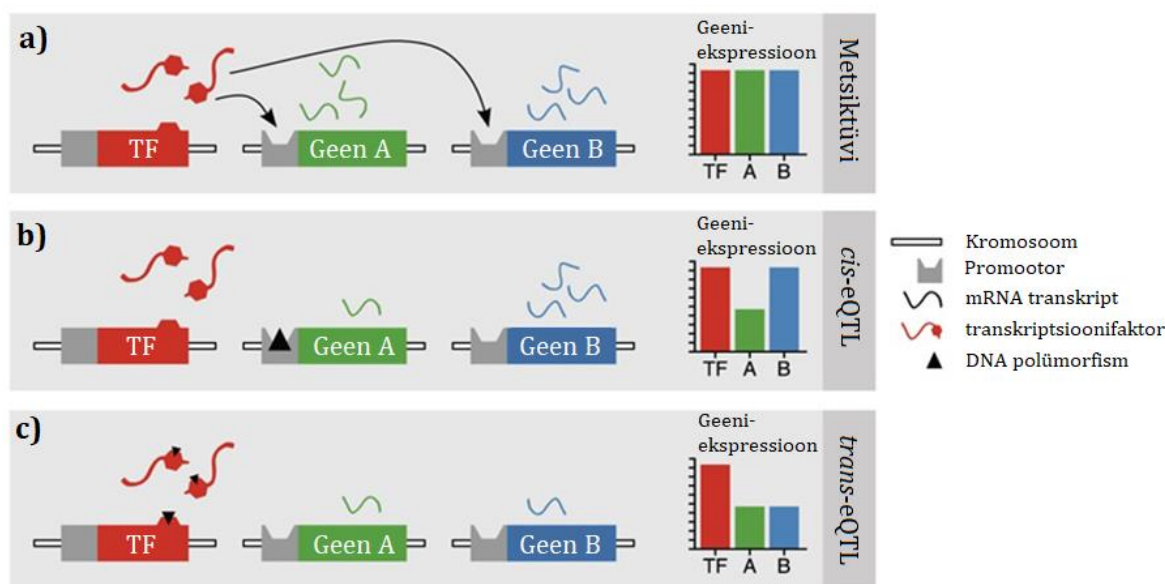 a)
Geeni-
ekspressioon
TF
Geen A
Geen B
TF A B
Metsiktüvi
b)
Geeni-
ekspressioon
TF
Geen A
Geen B
TF A B
cis-eQTL
c)
Geeni-
ekspressioon
TF
Geen A
Geen B
TF A B
trans-eQTL
Kromosoom
Promootor
mRNA transkript
transkriptsioonifaktor
DNA polümorfism